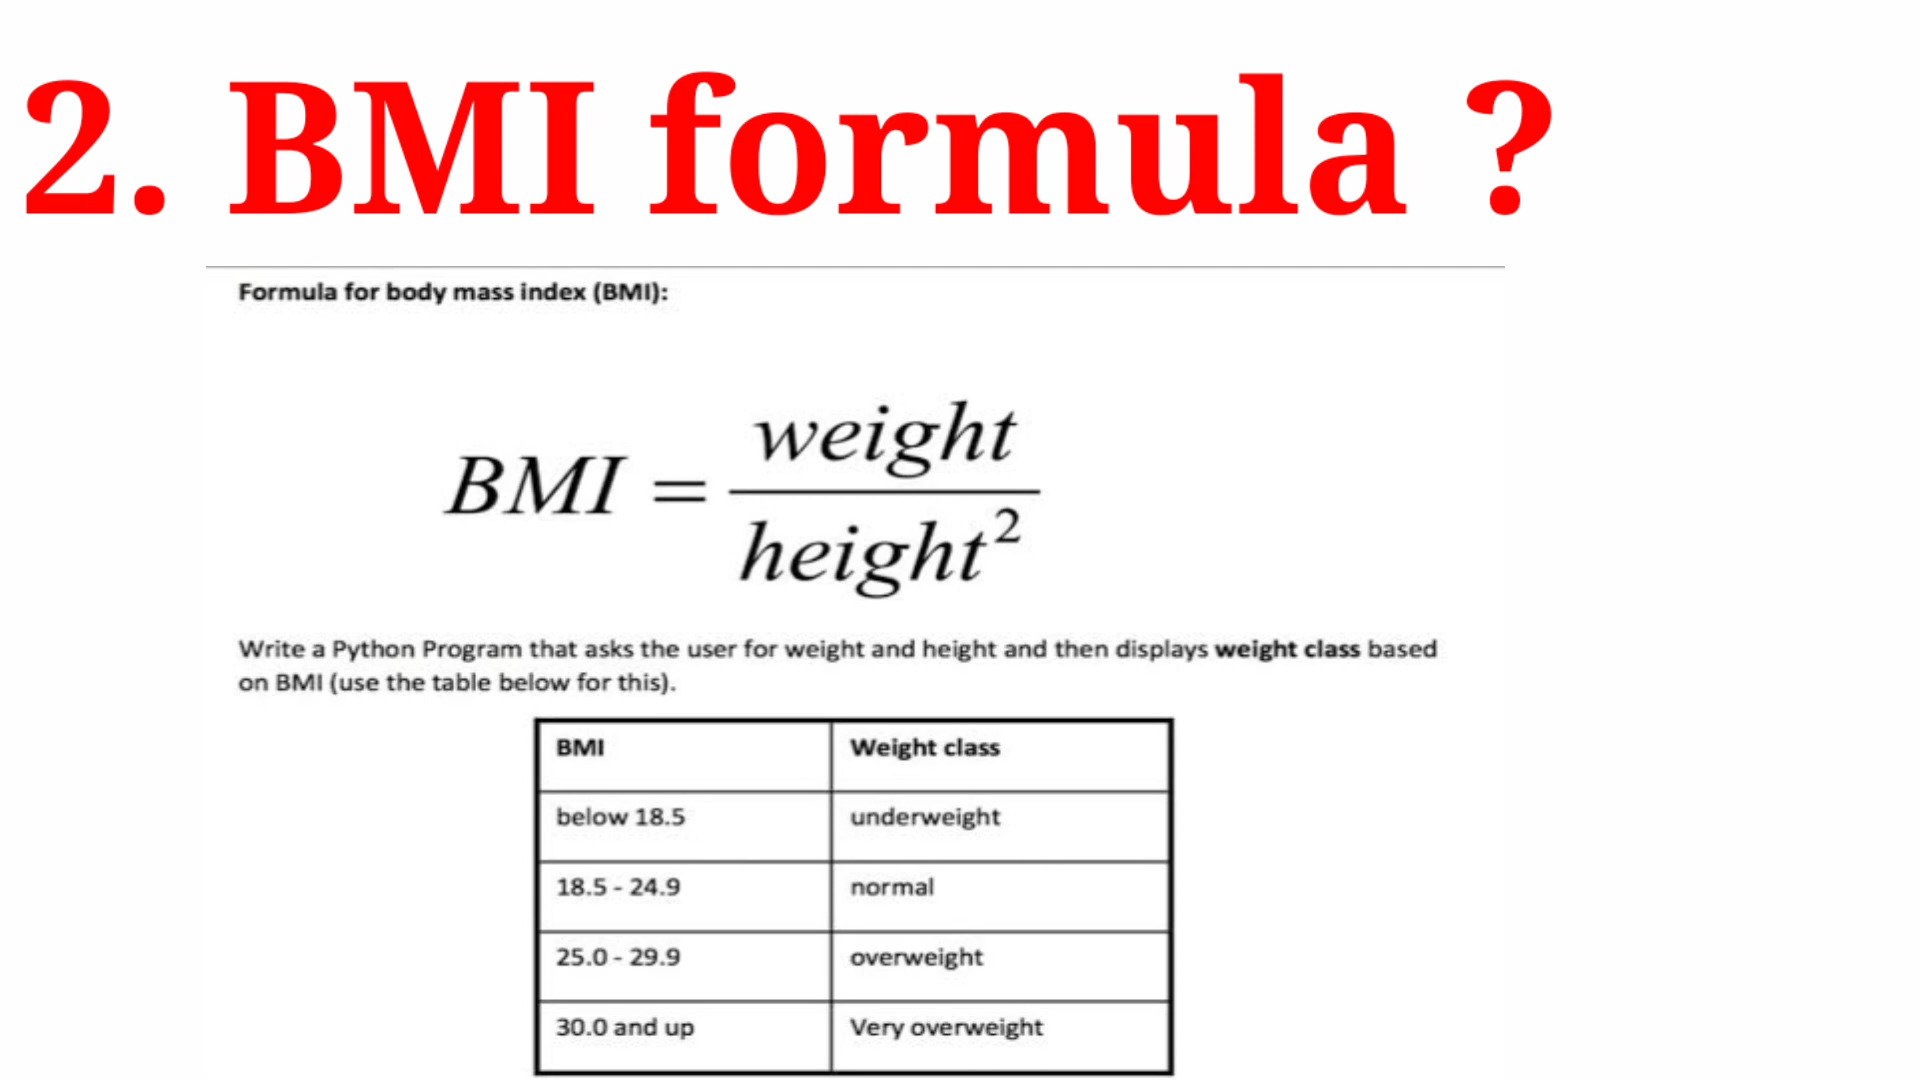 2. BMI formula ?
Formula for body mass index (BMI):
BMI = weight / height²
Write a Python Program that asks the user for weight and height and then displays weight class based
on BMI (use the table below for this).
BMI Weight class
below 18.5 underweight
18.5 - 24.9 normal
25.0 - 29.9 overweight
30.0 and up Very overweight